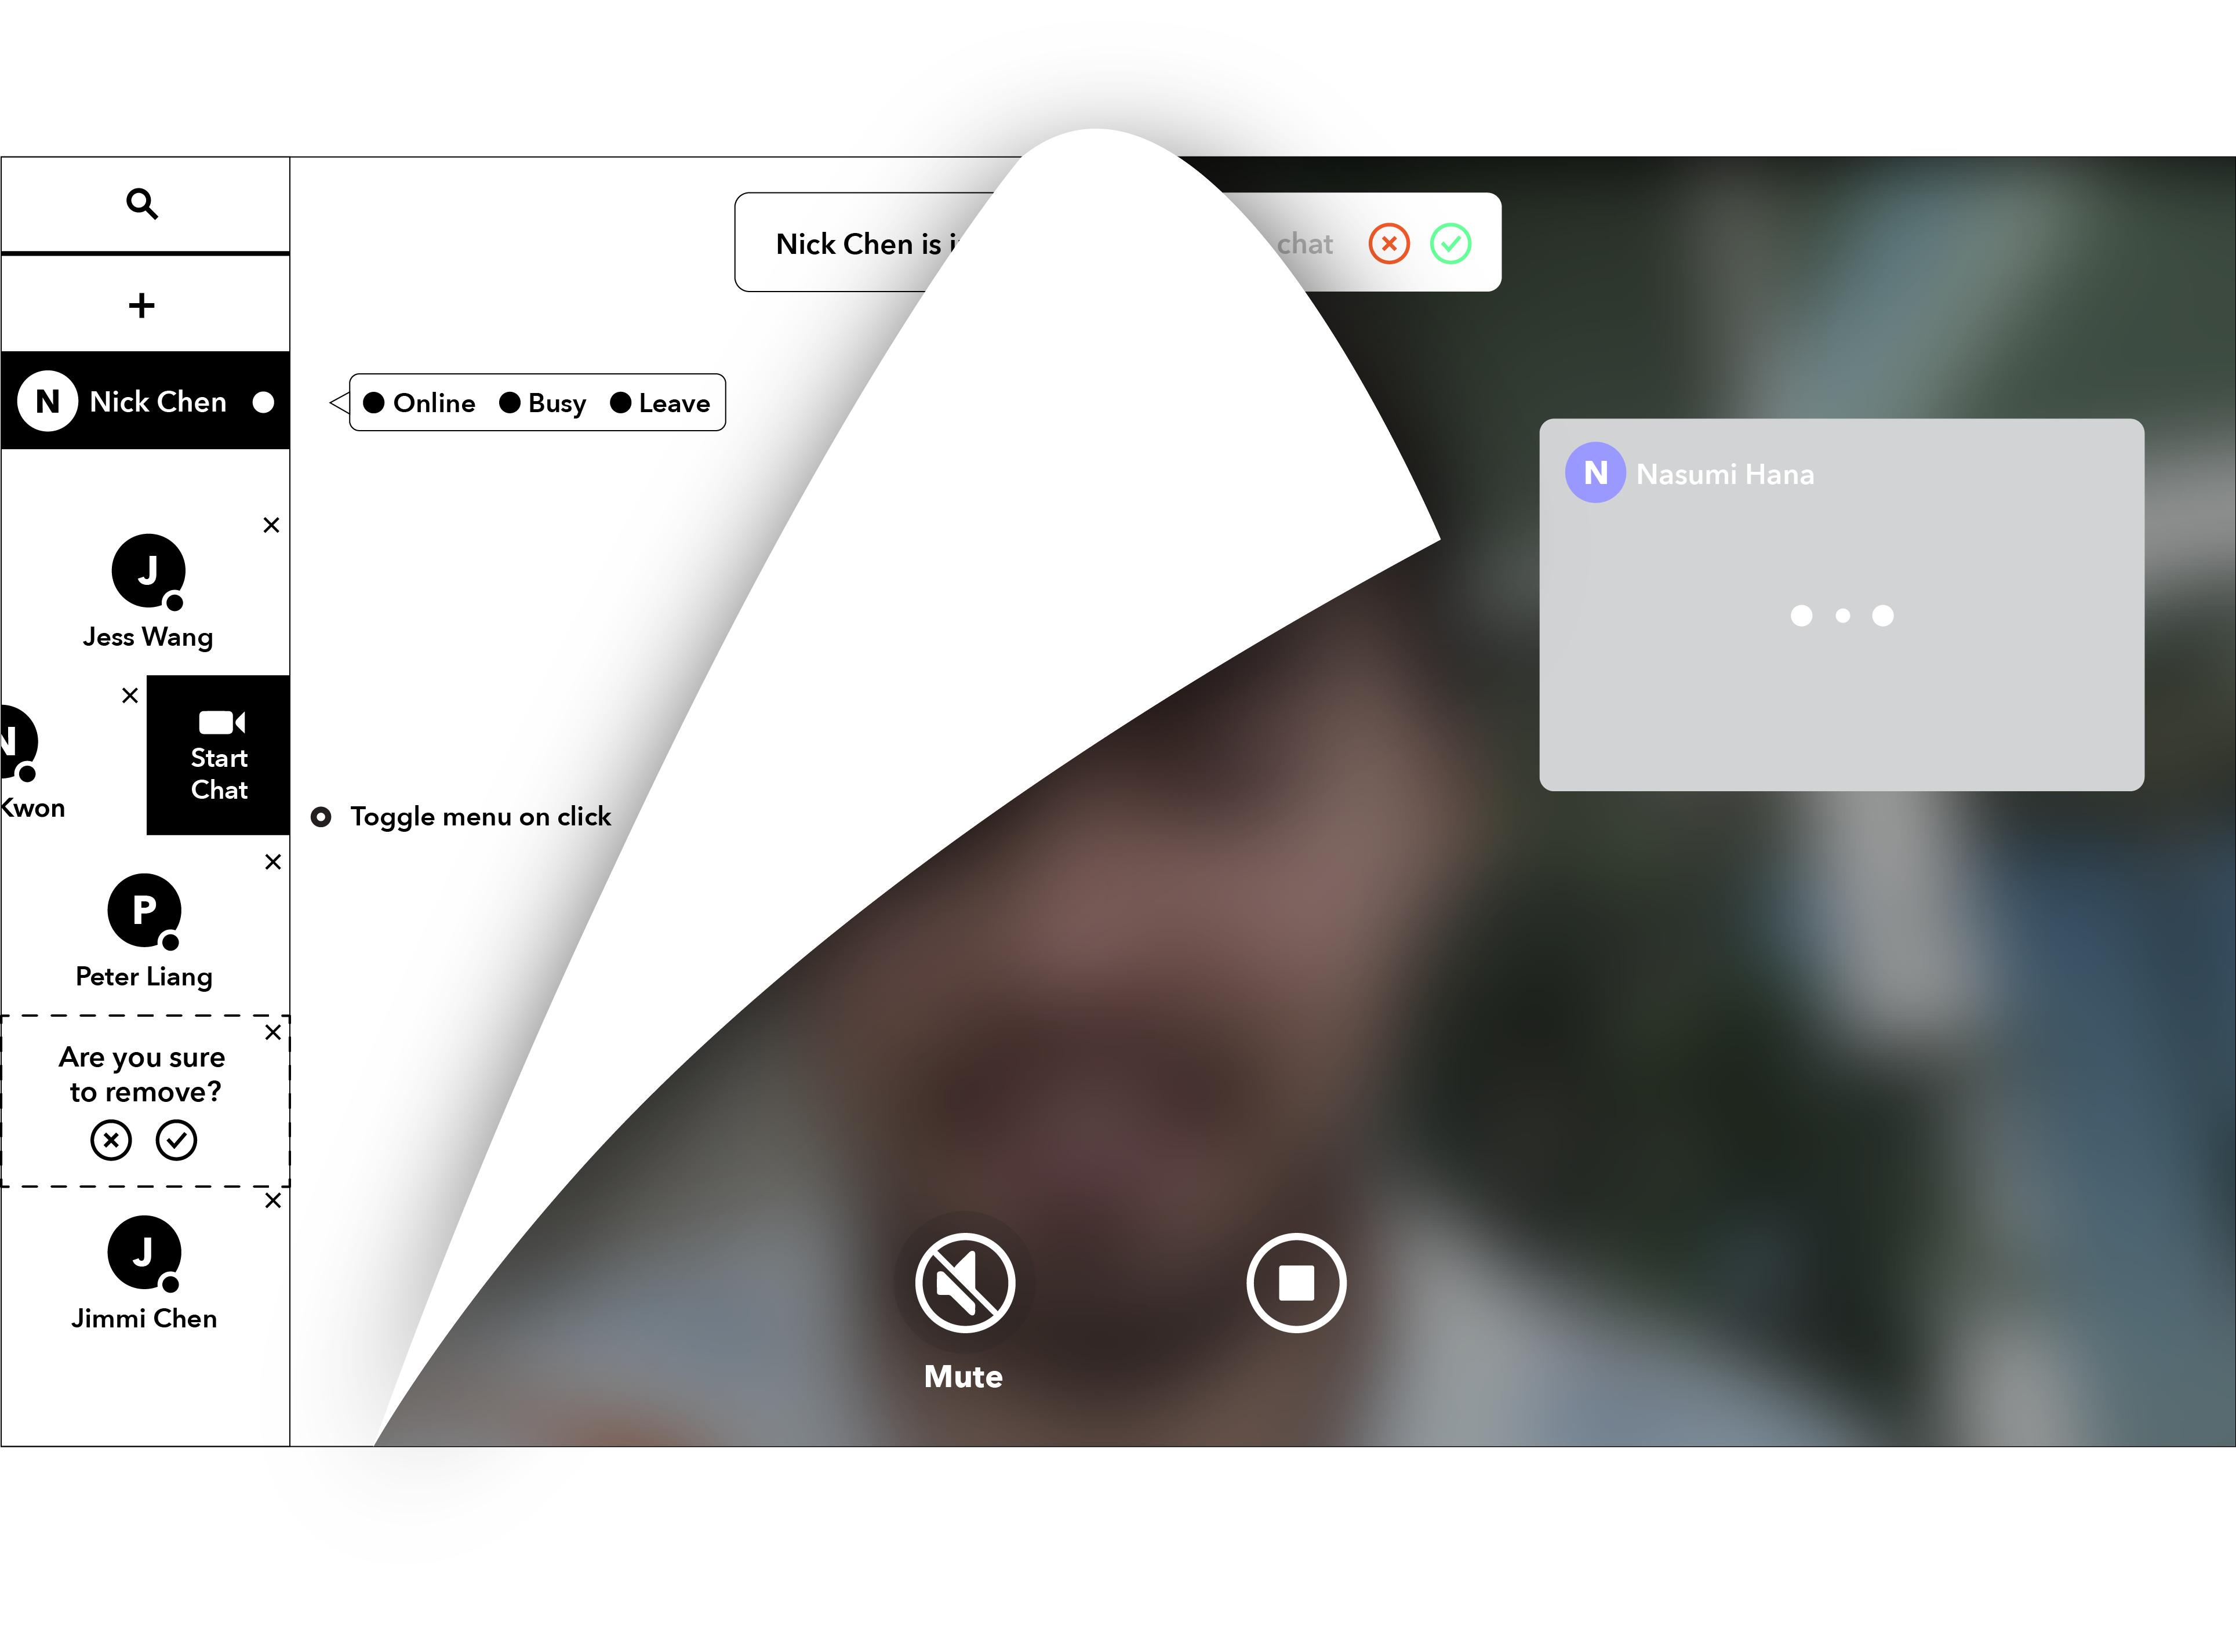 Nick Chen is
chat
N Nick Chen
Online Busy Leave
N Nasumi Hana
J
Jess Wang
N
Kwon
Start
Chat
Toggle menu on click
P
Peter Liang
Are you sure
to remove?
J
Jimmi Chen
Mute